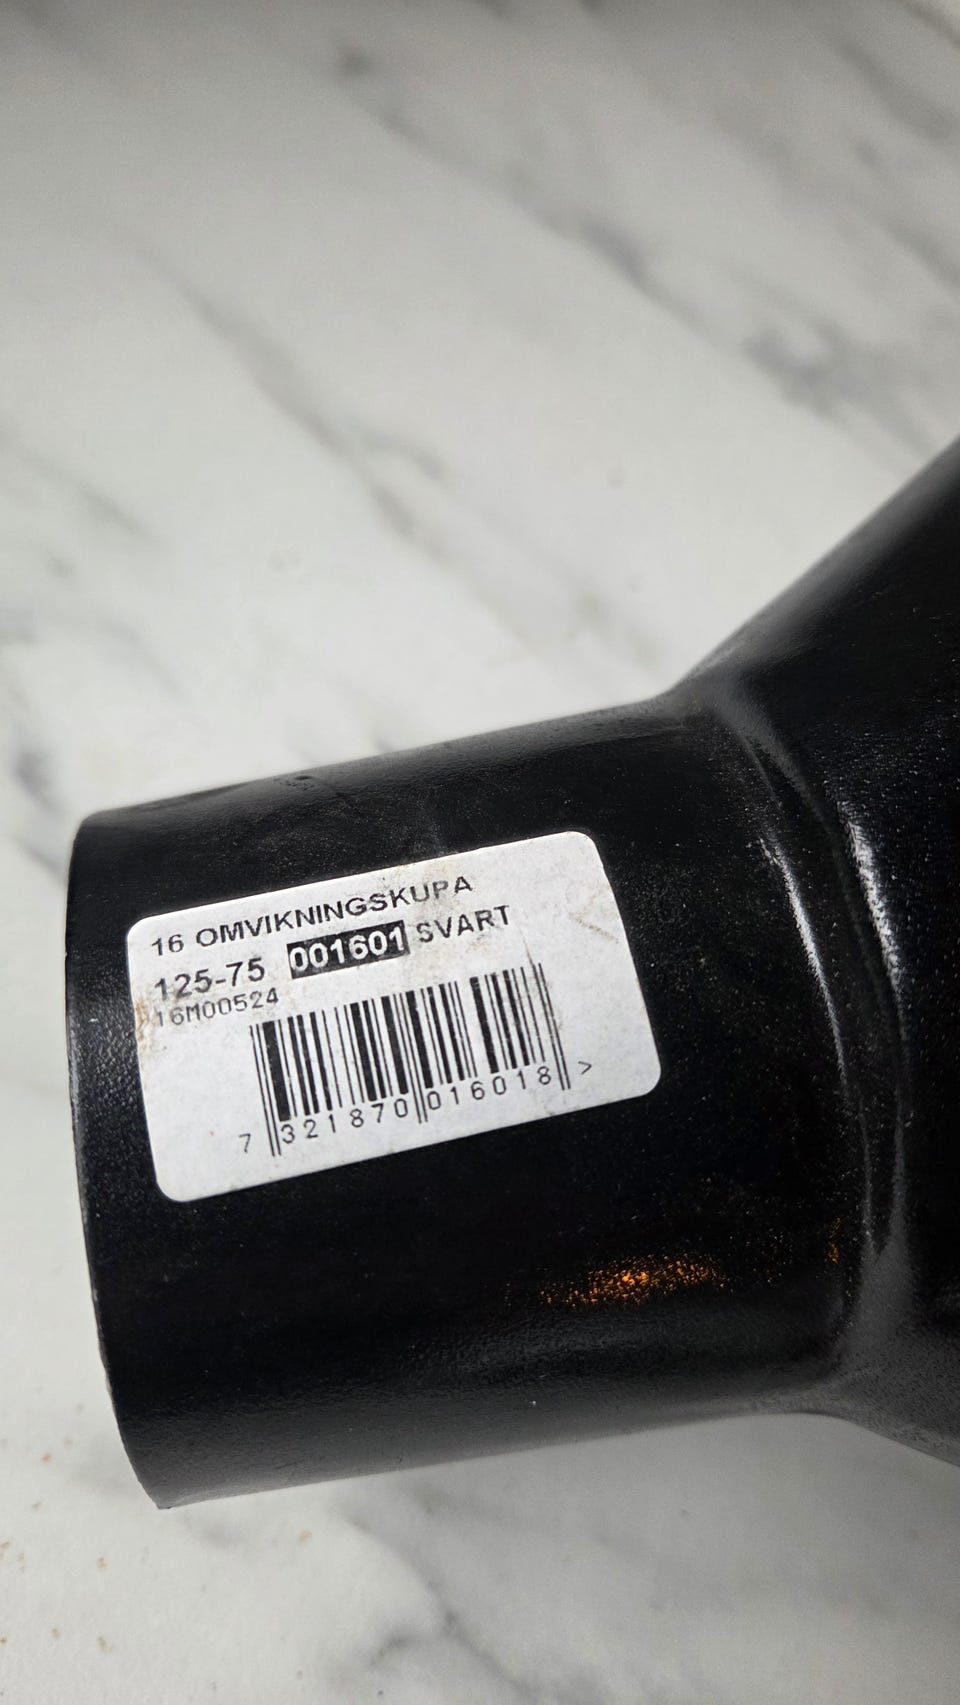 16 OMVIKNINGSKUPA
125-75 001601 SVART
16M00524
7 321870 016018 >